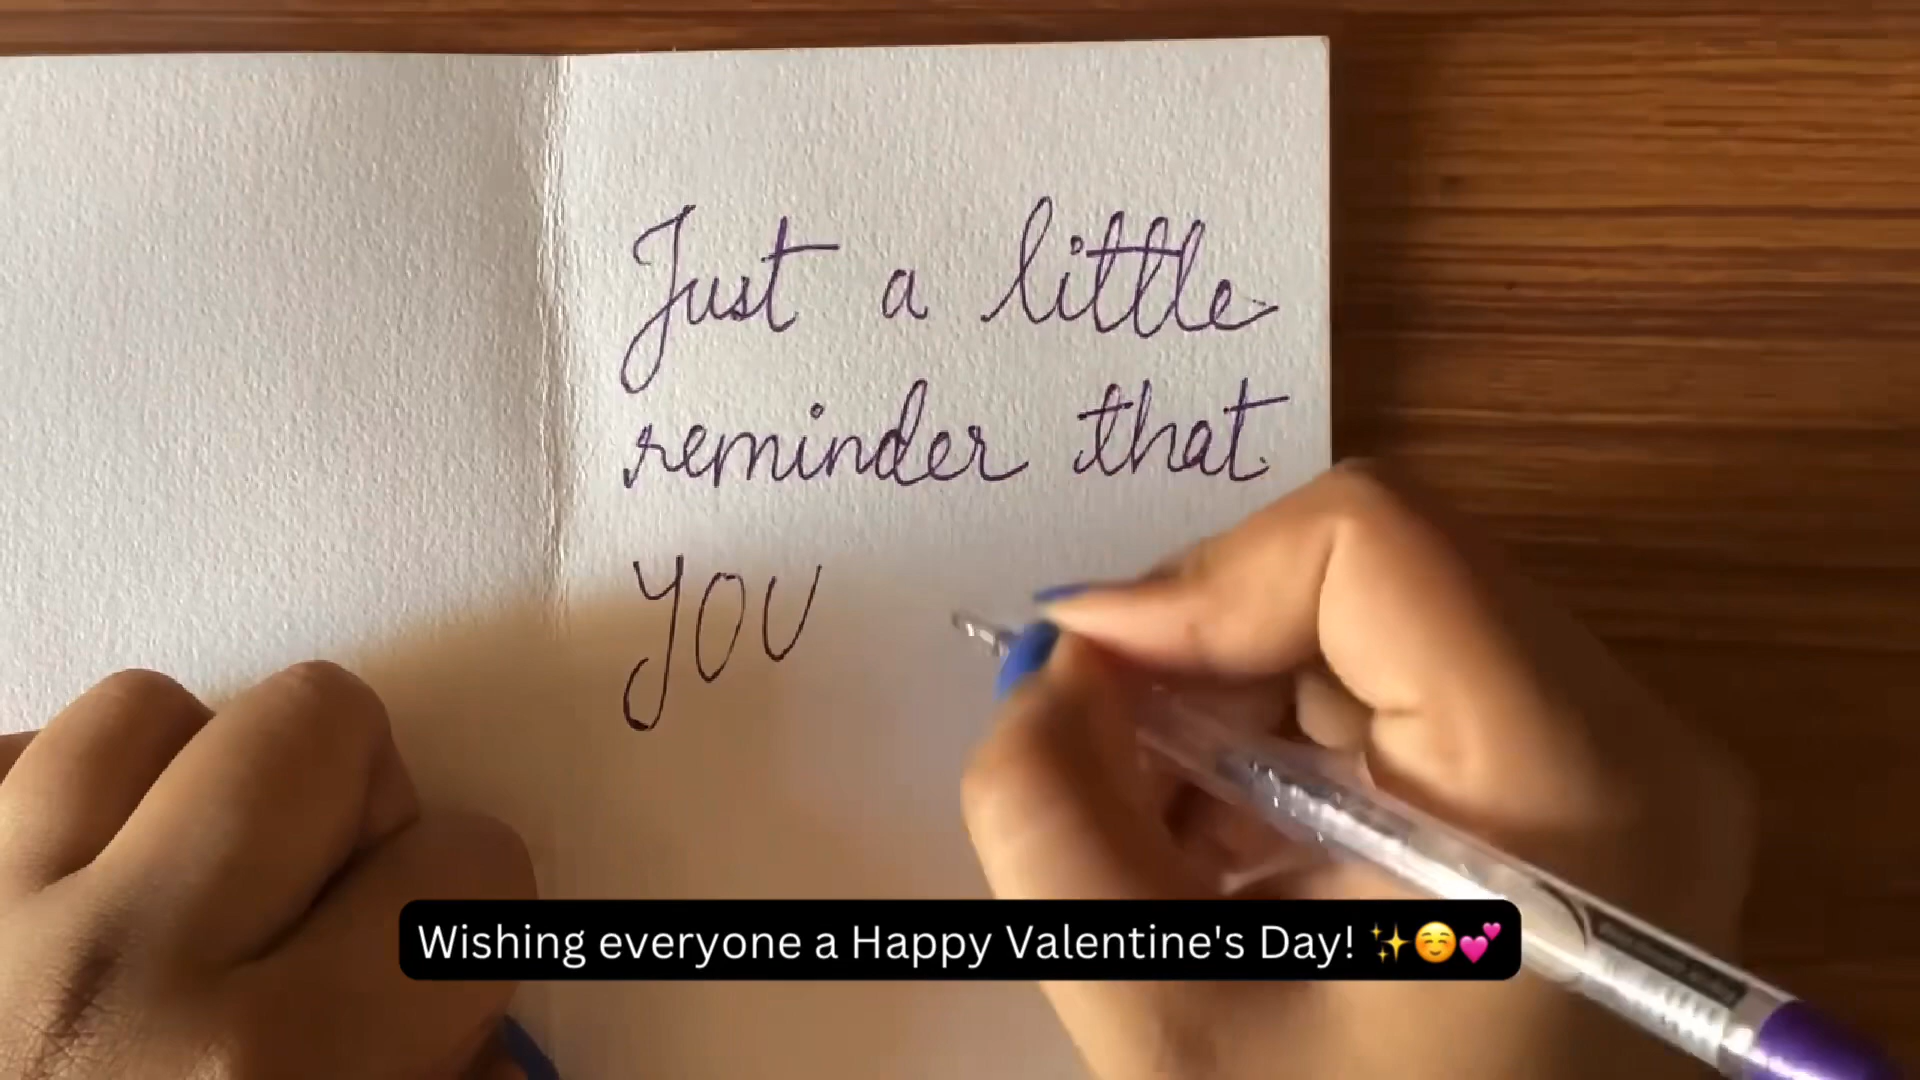 Just a little
reminder that
YOU
Wishing everyone a Happy Valentine's Day! ✨☺️💕